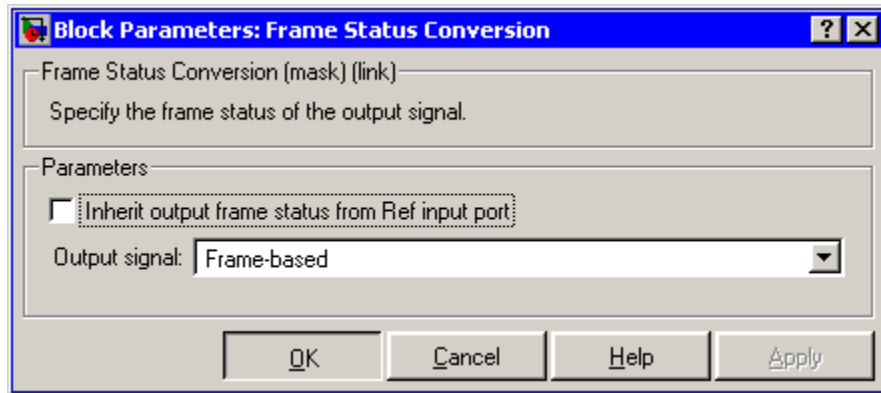 Block Parameters: Frame Status Conversion
Frame Status Conversion (mask) (link)
Specify the frame status of the output signal.
Parameters
Inherit output frame status from Ref input port
Output signal: Frame-based
OK Cancel Help Apply